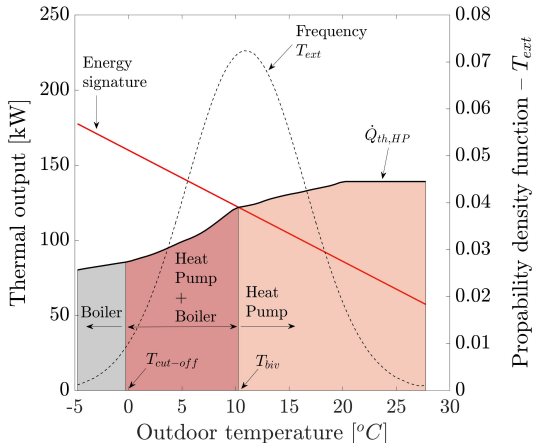 250
200
150
100
50
0
Thermal output [kW]
0.08
0.07
0.06
0.05
0.04
0.03
0.02
0.01
0
Propability density function – T_ext
Frequency
T_ext
Energy
signature
Q̇_th,HP
Heat
Pump
+
Boiler
Boiler
Heat
Pump
T_cut-off
T_biv
-5 0 5 10 15 20 25 30
Outdoor temperature [°C]